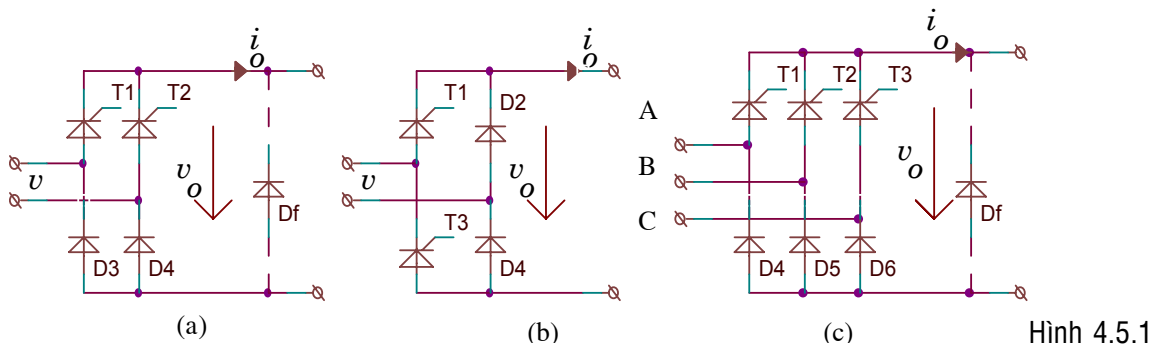 i
o
T1
T2
v
v
o
D3
D4
Df
(a)
i
o
T1
D2
v
v
o
T3
D4
(b)
i
o
T1
T2
T3
A
B
C
v
o
D4
D5
D6
Df
(c)
Hình 4.5.1